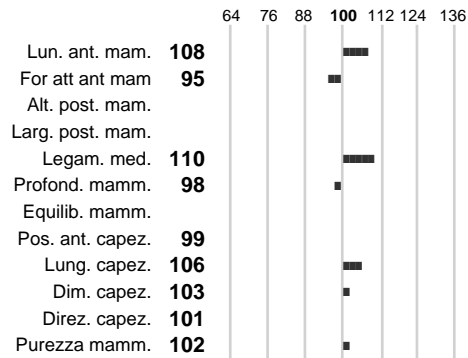 64 76 88 100 112 124 136
Lun. ant. mam. 108
For att ant mam 95
Alt. post. mam.
Larg. post. mam.
Legam. med. 110
Profond. mamm. 98
Equilib. mamm.
Pos. ant. capez. 99
Lung. capez. 106
Dim. capez. 103
Direz. capez. 101
Purezza mamm. 102